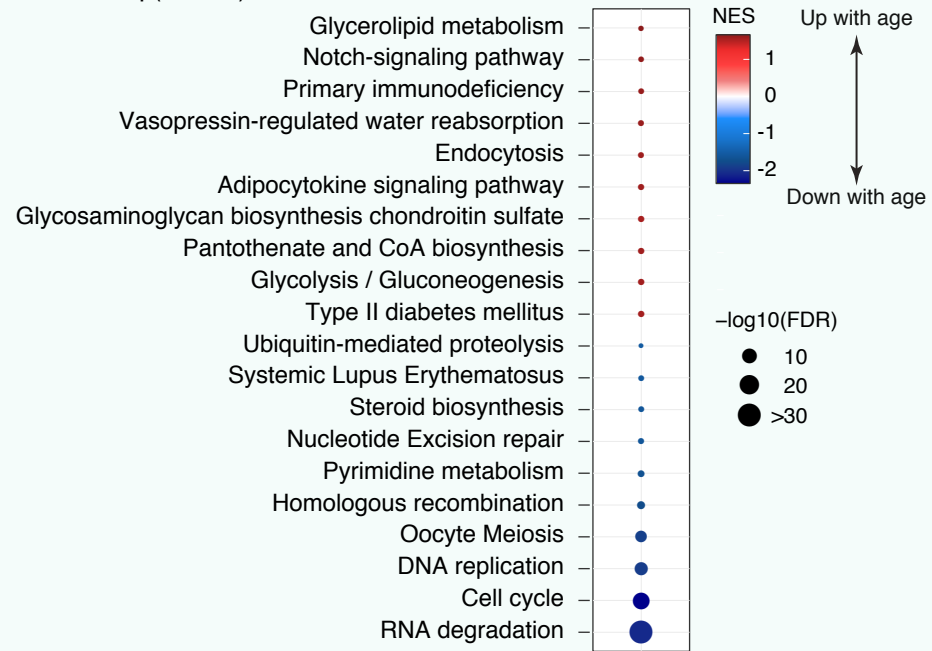 Glycerolipid metabolism
Notch-signaling pathway
Primary immunodeficiency
Vasopressin-regulated water reabsorption
Endocytosis
Adipocytokine signaling pathway
Glycosaminoglycan biosynthesis chondroitin sulfate
Pantothenate and CoA biosynthesis
Glycolysis / Gluconeogenesis
Type II diabetes mellitus
Ubiquitin-mediated proteolysis
Systemic Lupus Erythematosus
Steroid biosynthesis
Nucleotide Excision repair
Pyrimidine metabolism
Homologous recombination
Oocyte Meiosis
DNA replication
Cell cycle
RNA degradation
NES
1
0
-1
-2
Up with age
Down with age
−log10(FDR)
10
20
>30